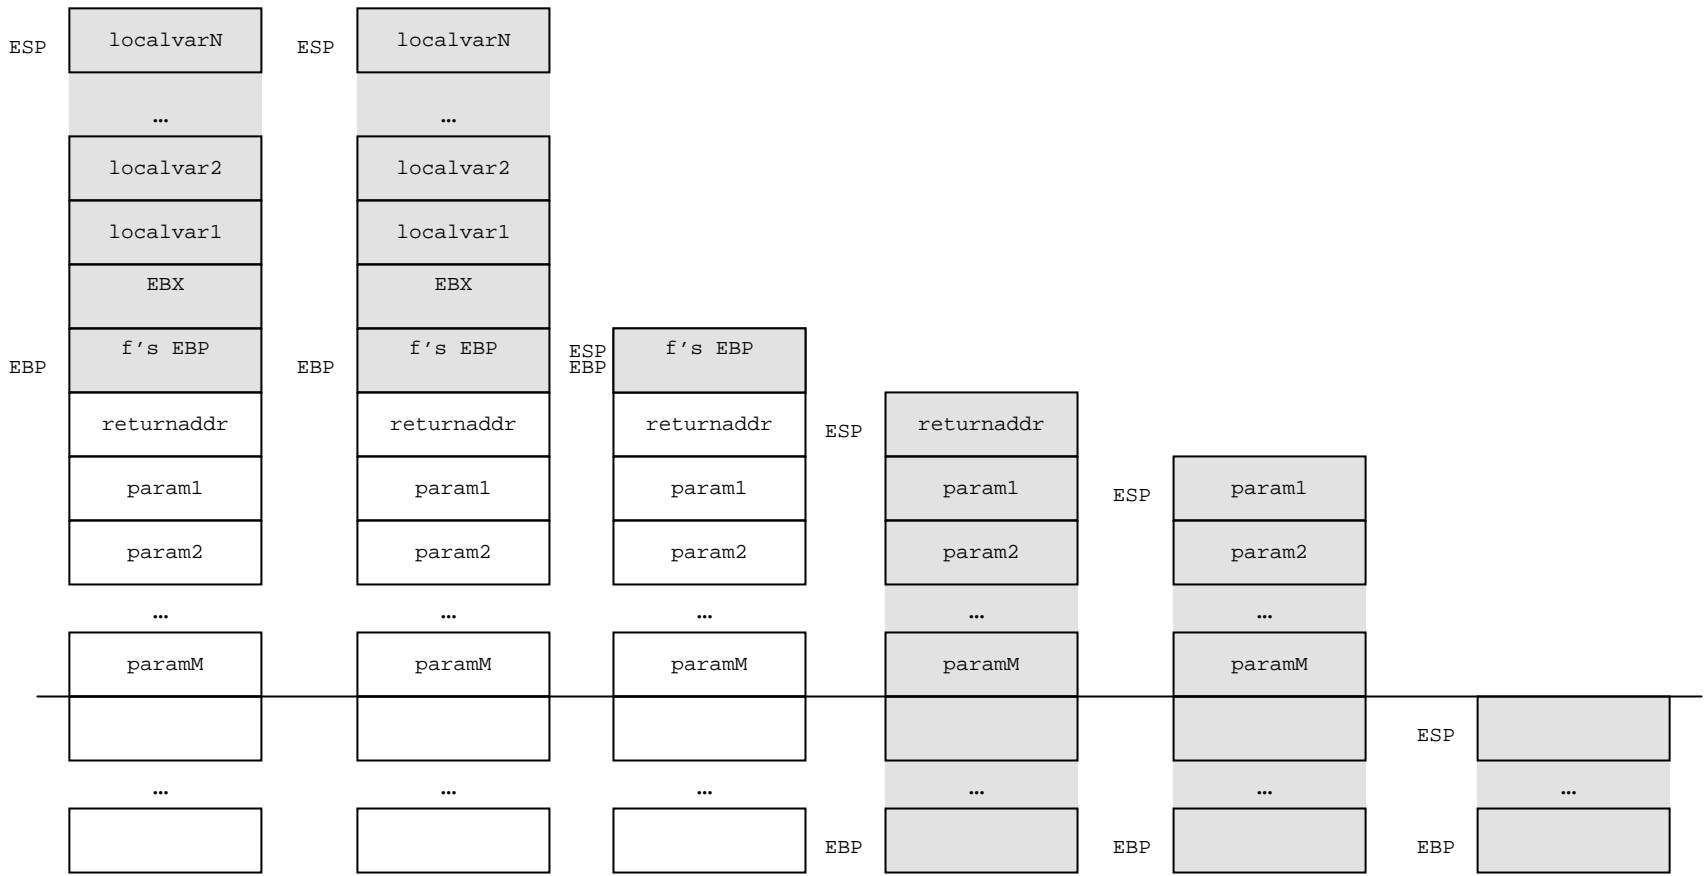 ESP localvarN ESP localvarN
… …
localvar2 localvar2
localvar1 localvar1
EBX EBX
EBP f's EBP EBP f's EBP ESP EBP f's EBP
returnaddr returnaddr returnaddr ESP returnaddr
param1 param1 param1 param1 ESP param1
param2 param2 param2 param2 param2
… … … … …
paramM paramM paramM paramM paramM
ESP
… … … … … …
EBP EBP EBP